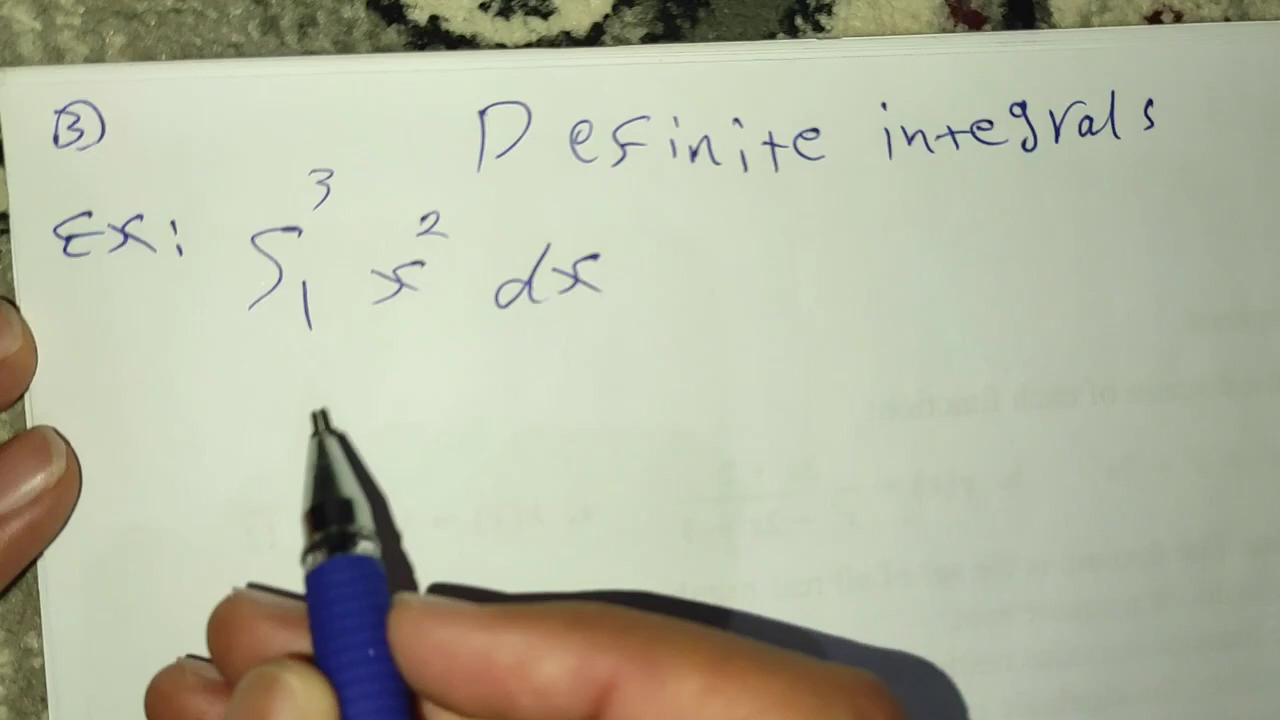 ③ Definite integrals
Ex: ∫₁³ x² dx